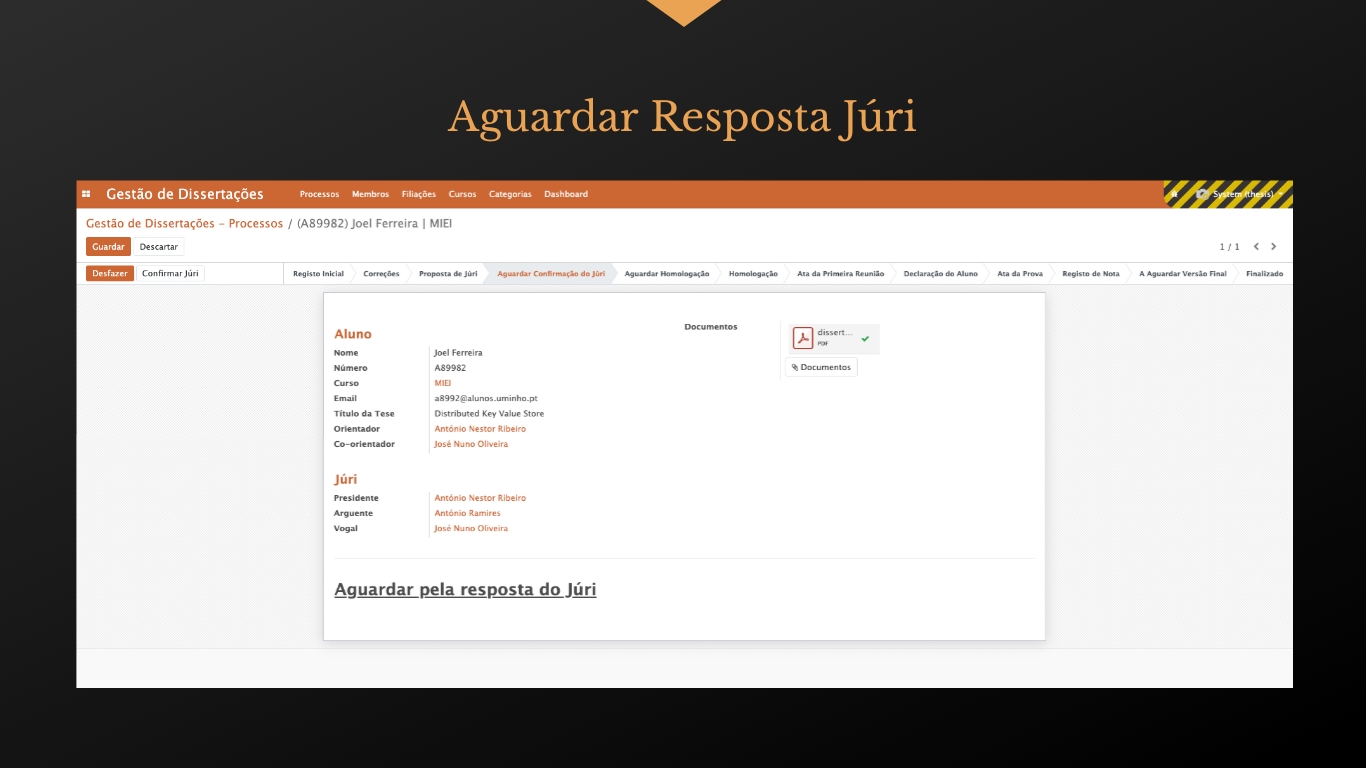 Aguardar Resposta Júri
Gestão de Dissertações Processos Membros Filiações Cursos Categorias Dashboard System (thesis)
Gestão de Dissertações - Processos / (A89982) Joel Ferreira | MIEI
Guardar Descartar 1 / 1
Desfazer Confirmar Júri Registo Inicial Correções Proposta de Júri Aguardar Confirmação do Júri Aguardar Homologação Homologação Ata da Primeira Reunião Declaração do Aluno Ata da Prova Registo de Nota A Aguardar Versão Final Finalizado
Aluno
Nome Joel Ferreira
Número A89982
Curso MIEI
Email a8992@alunos.uminho.pt
Título da Tese Distributed Key Value Store
Orientador António Nestor Ribeiro
Co-orientador José Nuno Oliveira
Documentos
dissert...
PDF
Documentos
Júri
Presidente António Nestor Ribeiro
Arguente António Ramires
Vogal José Nuno Oliveira
Aguardar pela resposta do Júri